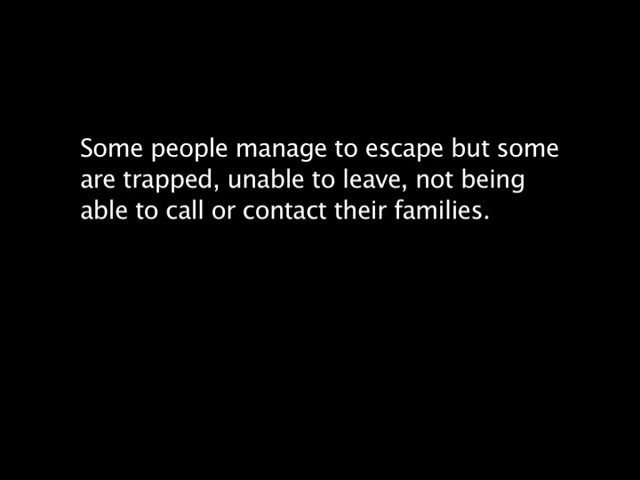 Some people manage to escape but some
are trapped, unable to leave, not being
able to call or contact their families.